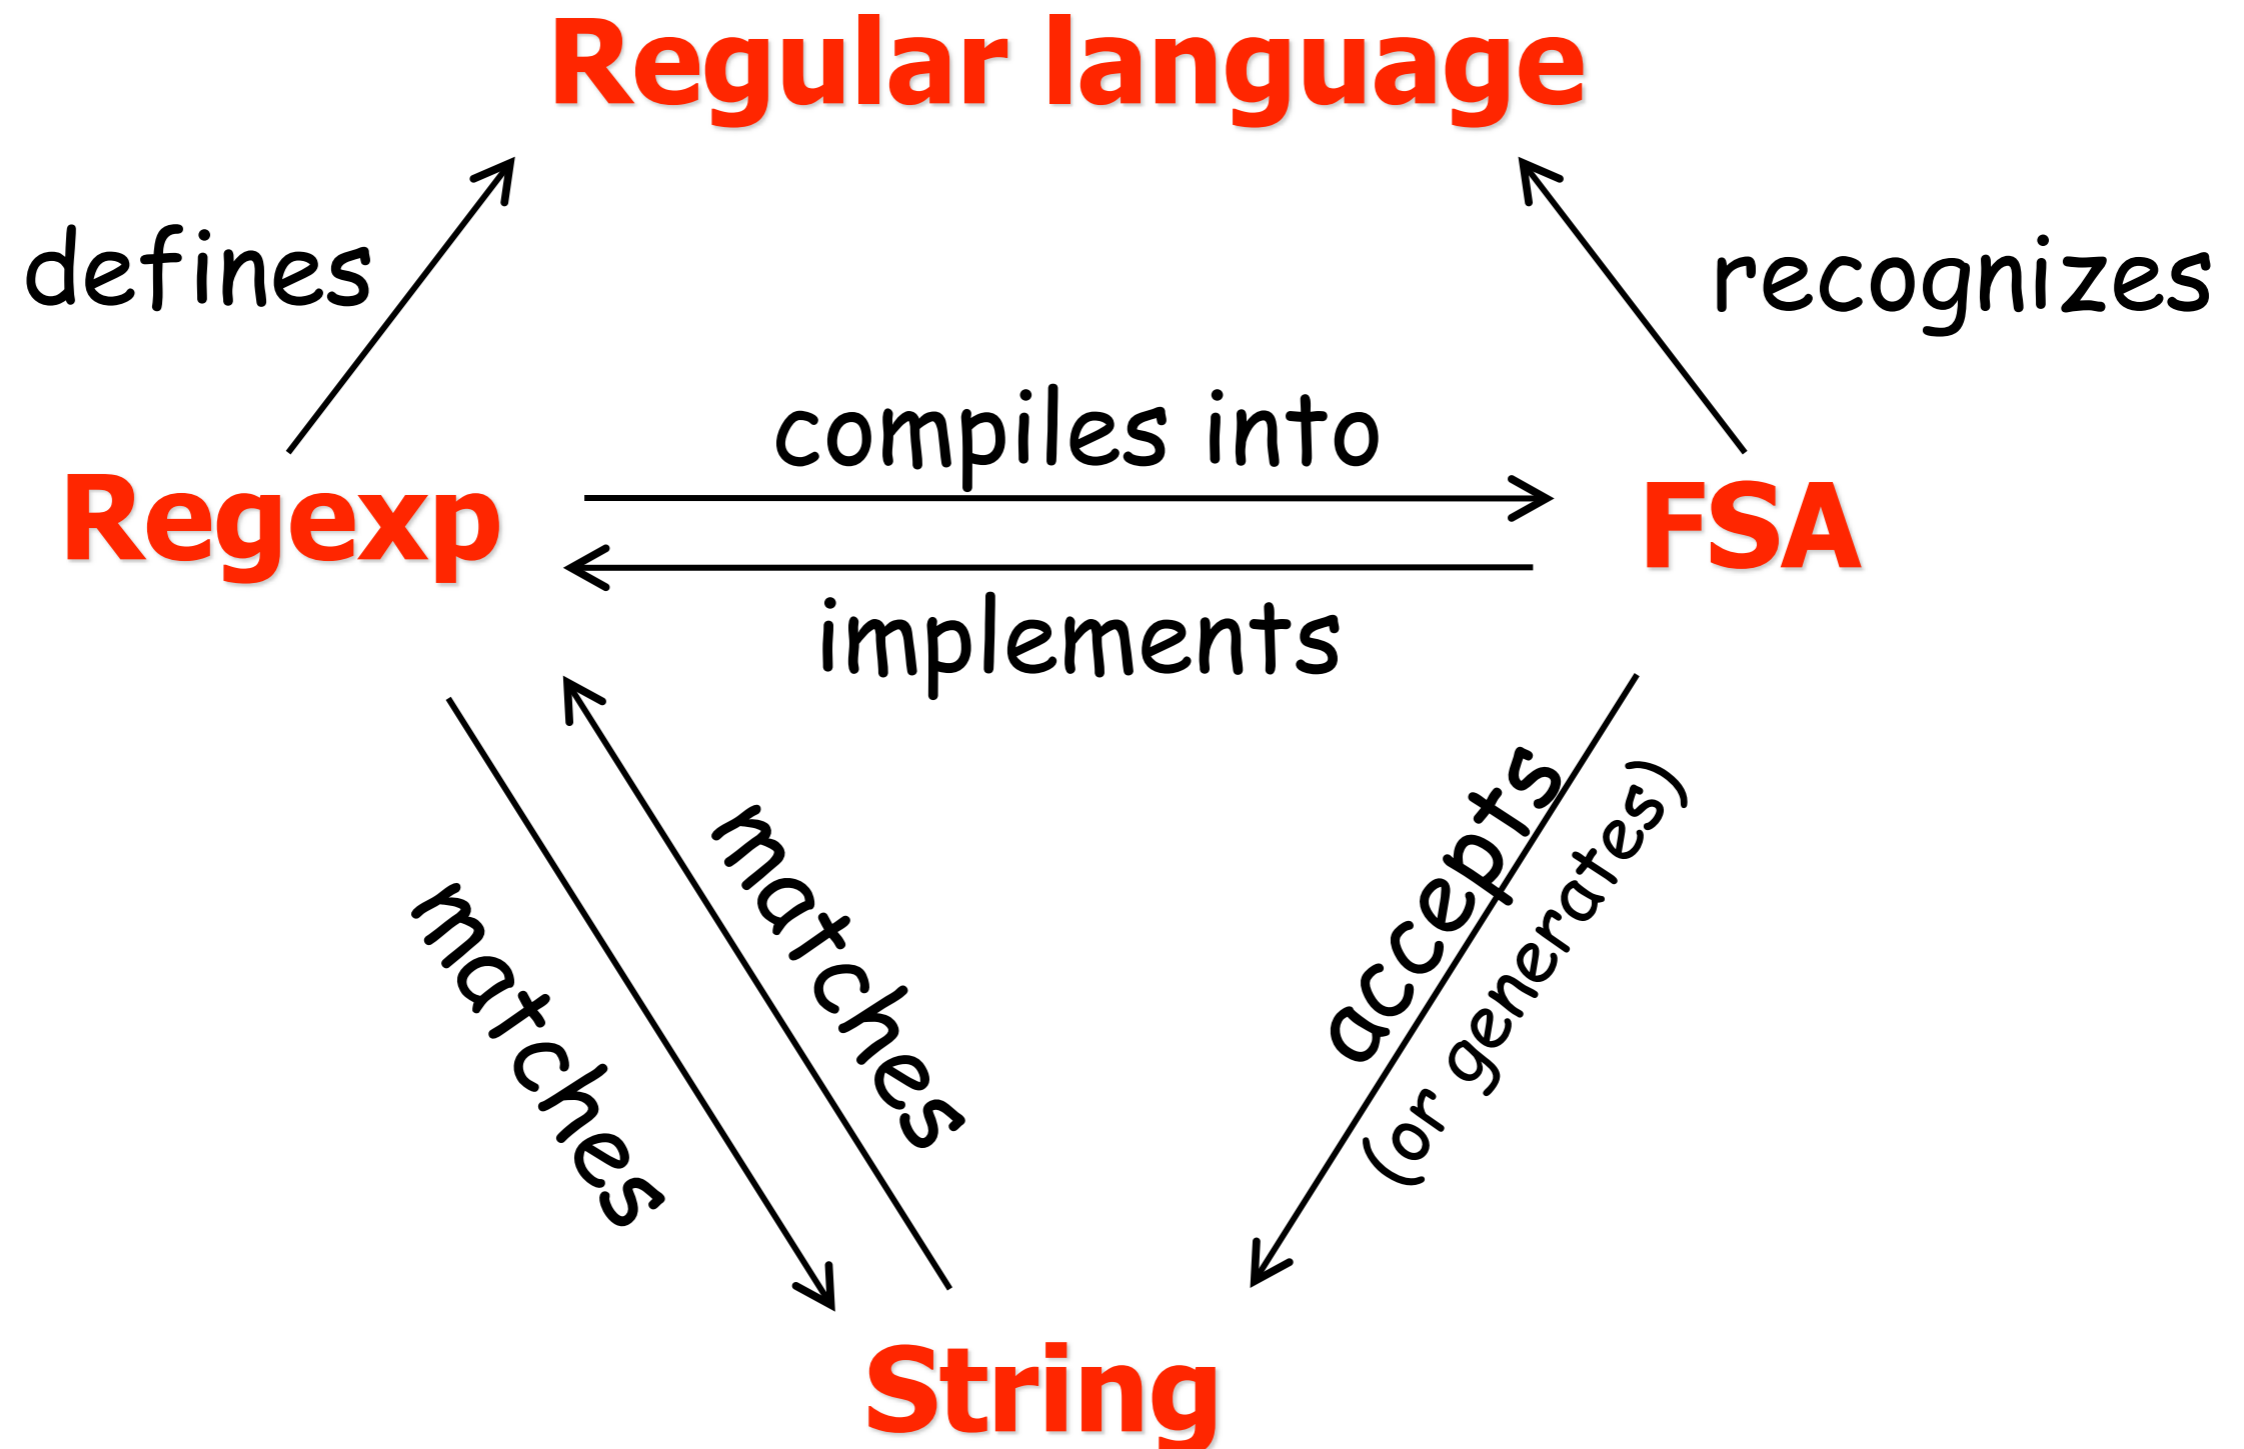 Regular language
defines
recognizes
compiles into
Regexp
FSA
implements
matches
matches
accepts
(or generates)
String